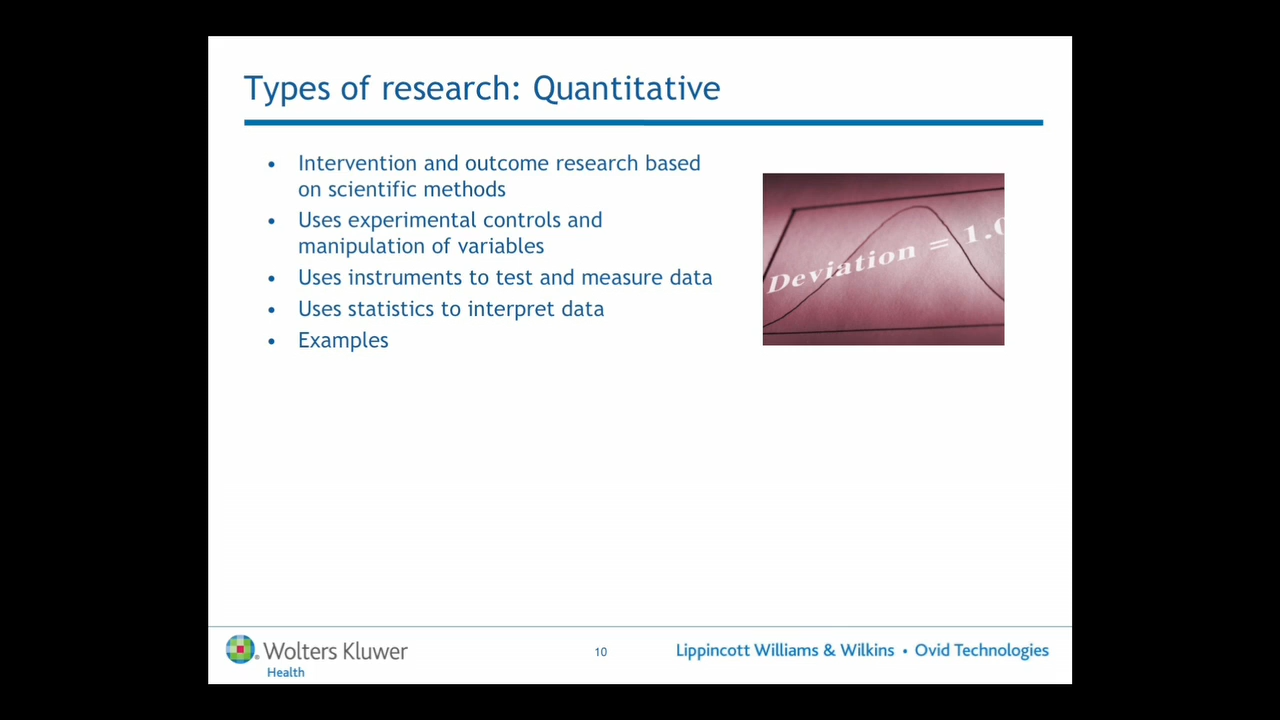 Types of research: Quantitative
• Intervention and outcome research based
on scientific methods
• Uses experimental controls and
manipulation of variables
• Uses instruments to test and measure data
• Uses statistics to interpret data
• Examples
Deviation = 1.0
Wolters Kluwer
Health
10
Lippincott Williams & Wilkins • Ovid Technologies